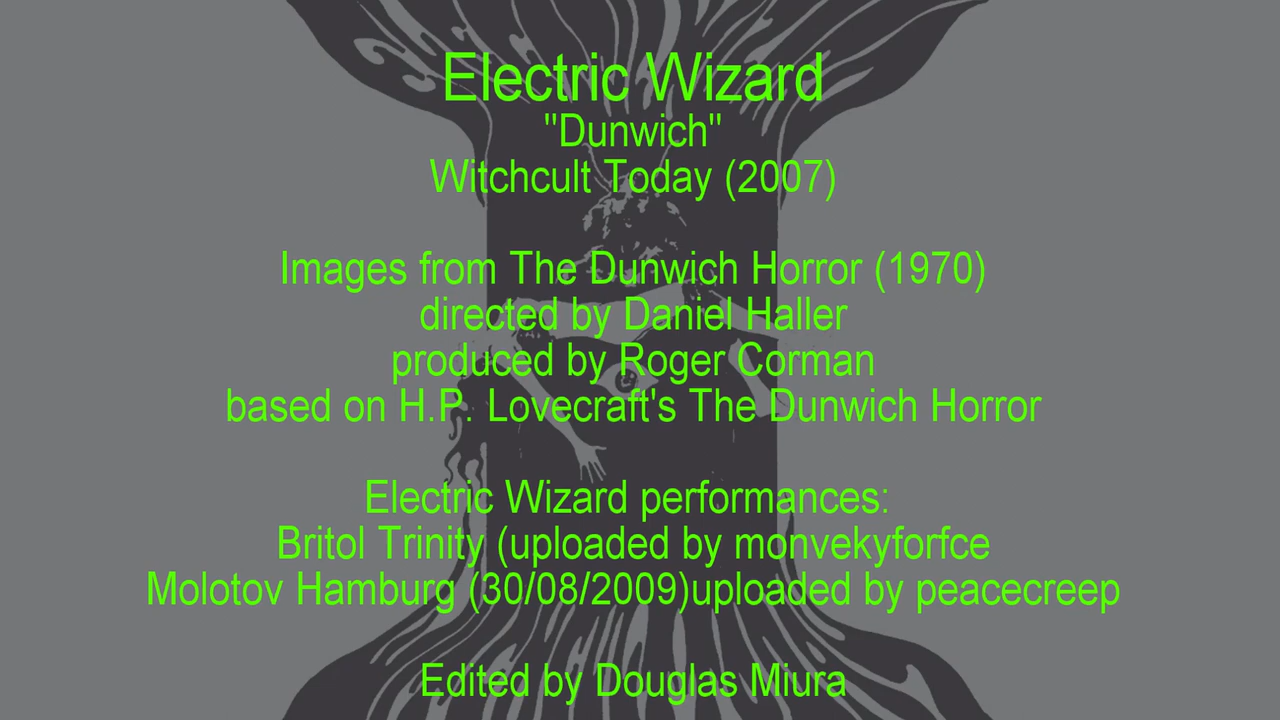 Electric Wizard
"Dunwich"
Witchcult Today (2007)
Images from The Dunwich Horror (1970)
directed by Daniel Haller
produced by Roger Corman
based on H.P. Lovecraft's The Dunwich Horror
Electric Wizard performances:
Britol Trinity (uploaded by monvekyforfce
Molotov Hamburg (30/08/2009)uploaded by peacecreep
Edited by Douglas Miura